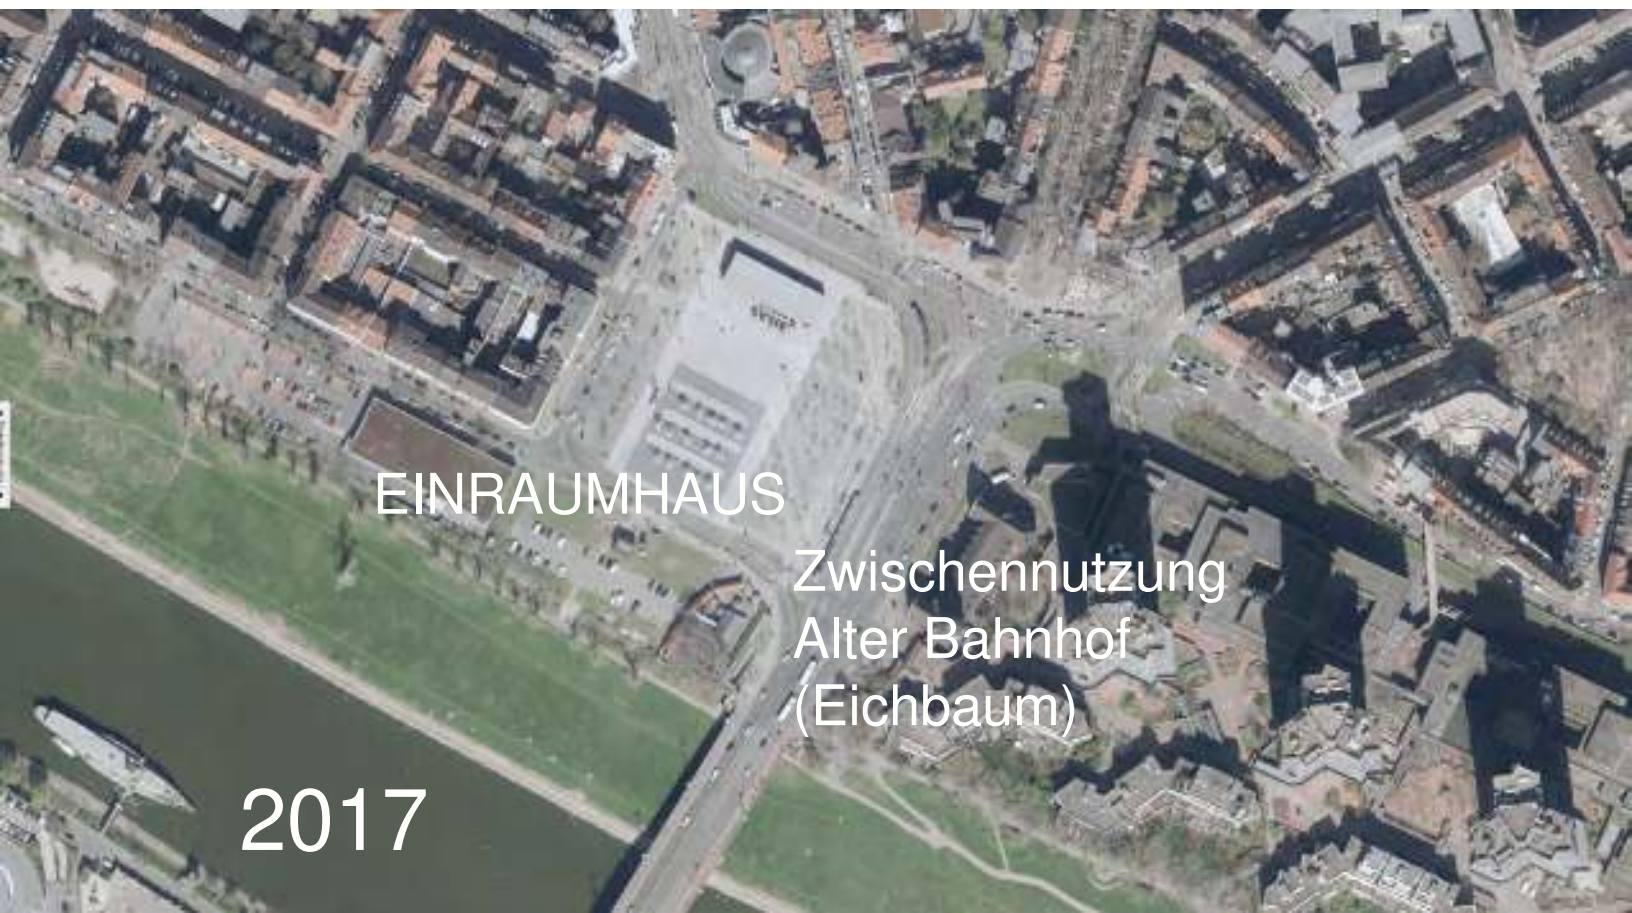 EINRAUMHAUS
Zwischennutzung
Alter Bahnhof
(Eichbaum)
2017